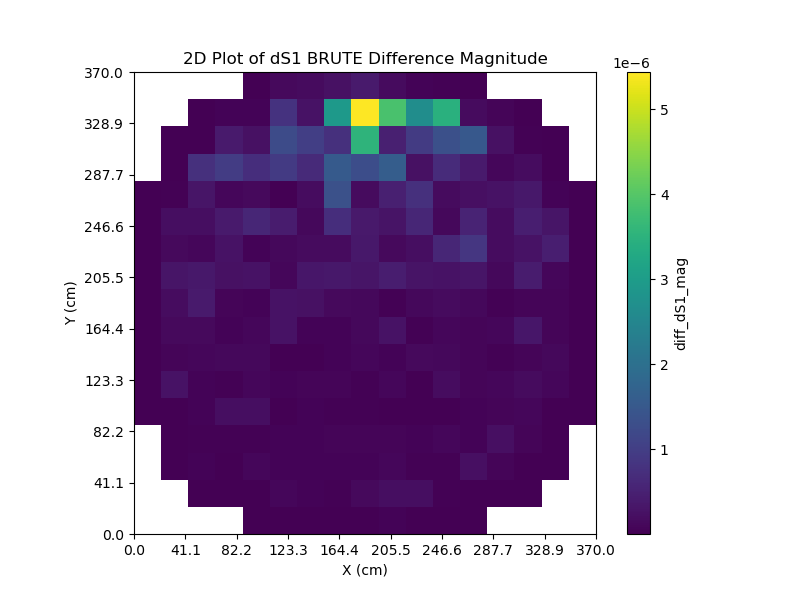 2D Plot of dS1 BRUTE Difference Magnitude
1e−6
370.0
328.9
287.7
246.6
205.5
164.4
123.3
82.2
41.1
0.0
Y (cm)
0.0 41.1 82.2 123.3 164.4 205.5 246.6 287.7 328.9 370.0
X (cm)
5
4
3
2
1
diff_dS1_mag